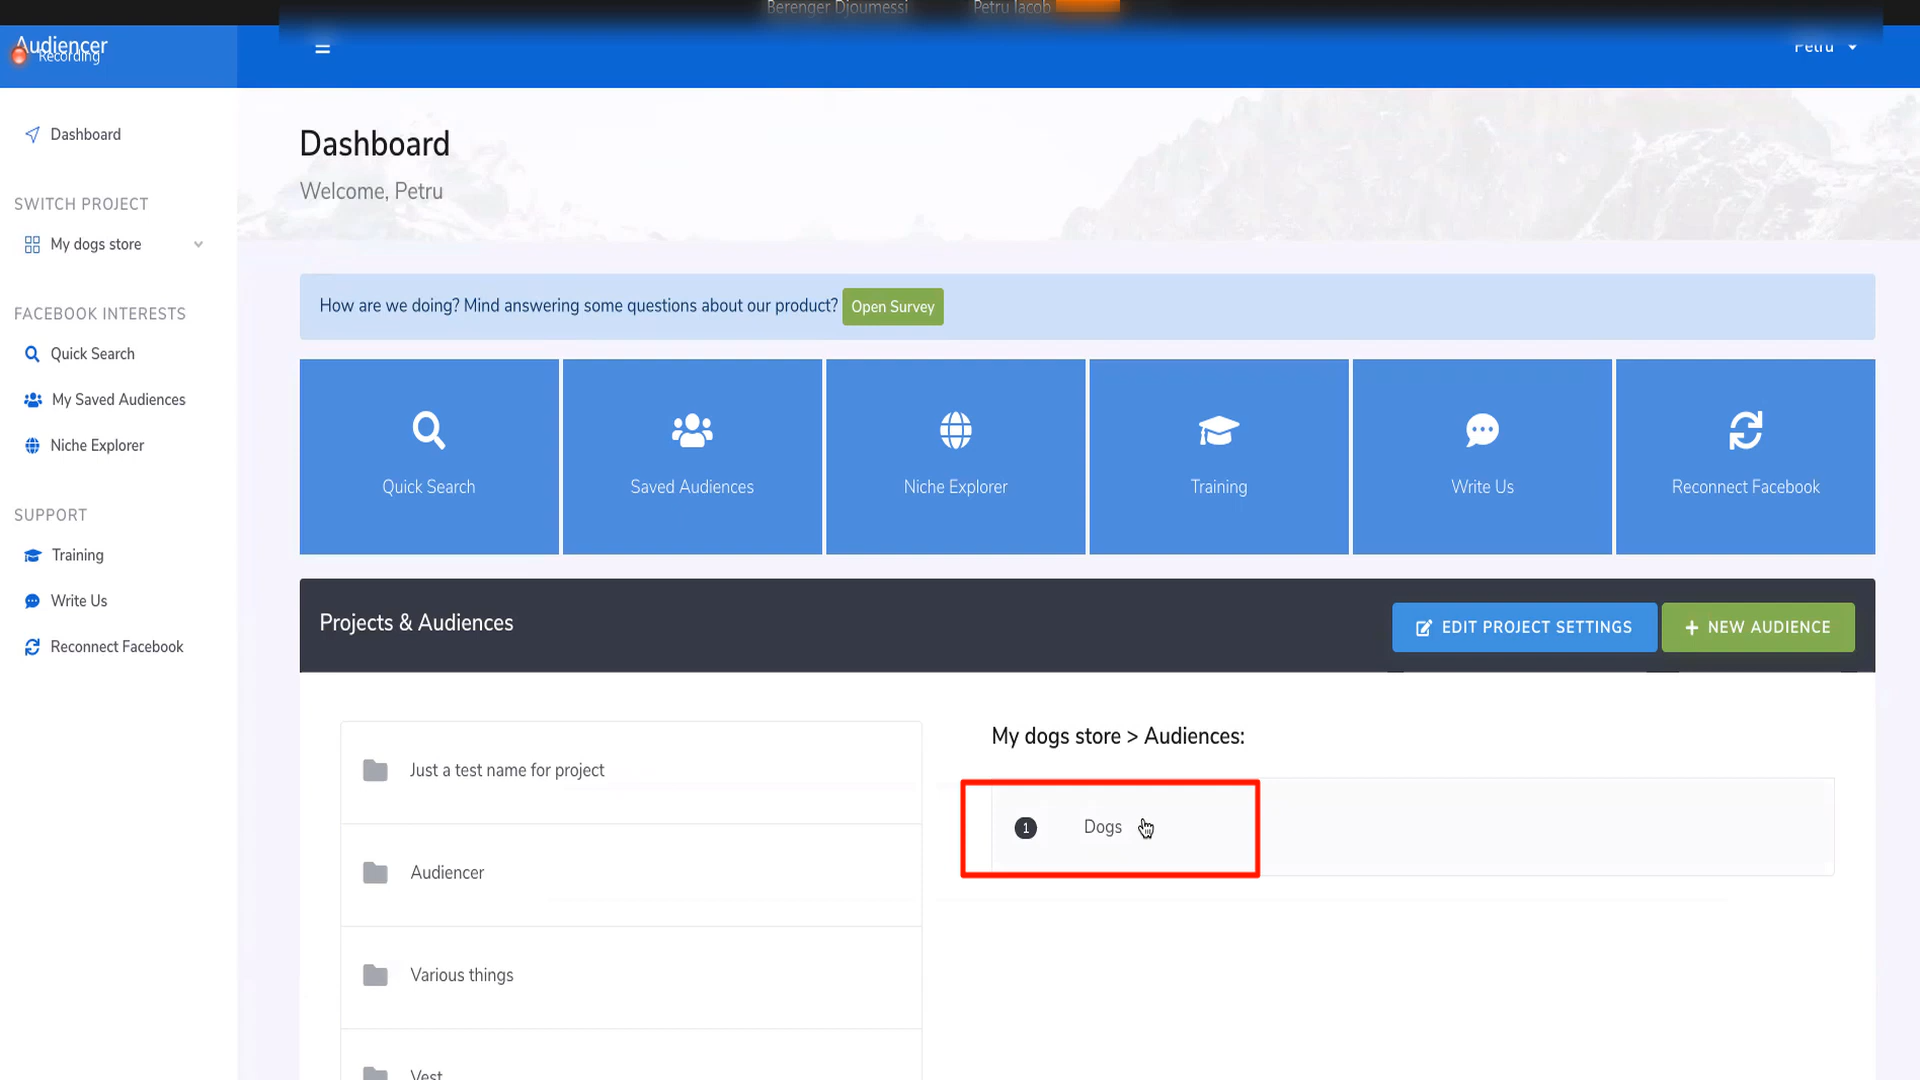 Berenger Djoumessi
Petru Iacob
Audiencer
Recording
Petru
Dashboard
SWITCH PROJECT
My dogs store
FACEBOOK INTERESTS
Quick Search
My Saved Audiences
Niche Explorer
SUPPORT
Training
Write Us
Reconnect Facebook
Dashboard
Welcome, Petru
How are we doing? Mind answering some questions about our product? Open Survey
Quick Search
Saved Audiences
Niche Explorer
Training
Write Us
Reconnect Facebook
Projects & Audiences
EDIT PROJECT SETTINGS
+ NEW AUDIENCE
Just a test name for project
Audiencer
Various things
Vest
My dogs store > Audiences:
1 Dogs